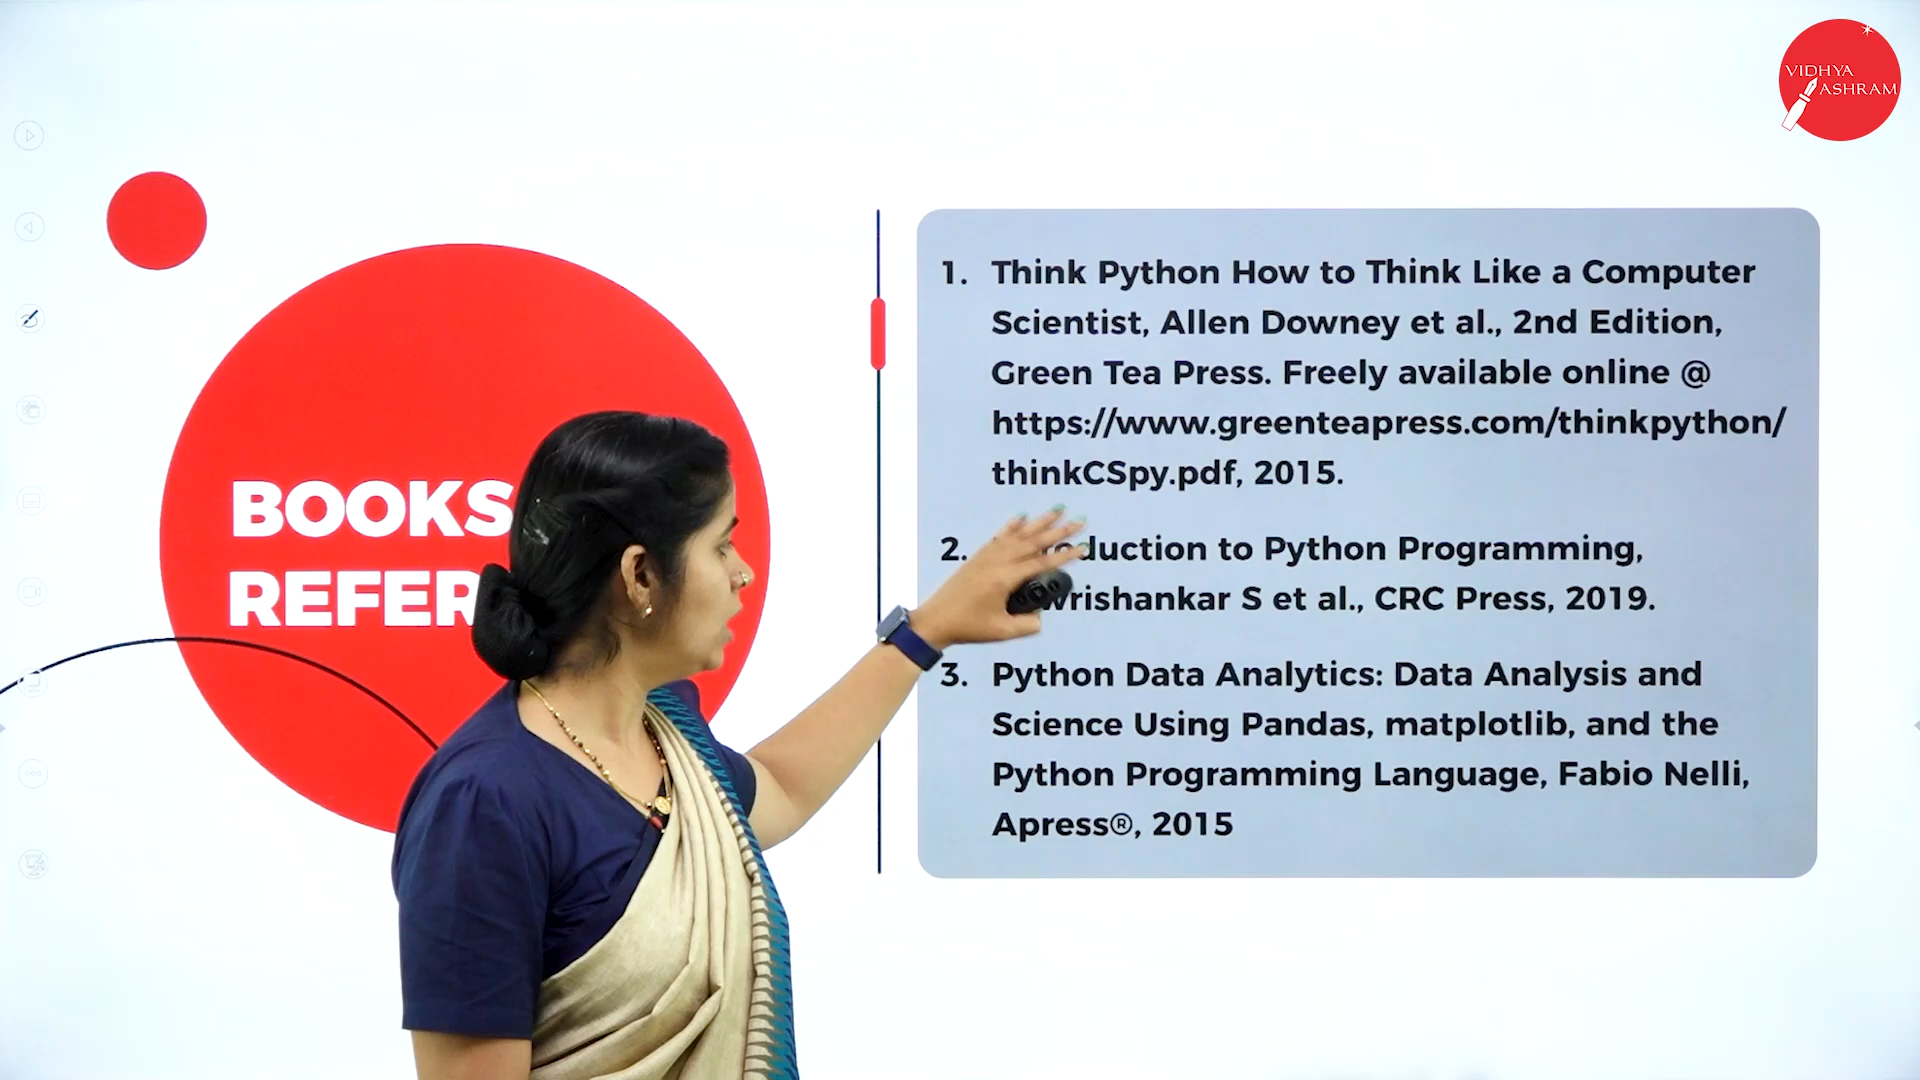 VIDHYA
ASHRAM
BOOKS
REFER
1. Think Python How to Think Like a Computer
Scientist, Allen Downey et al., 2nd Edition,
Green Tea Press. Freely available online @
https://www.greenteapress.com/thinkpython/
thinkCSpy.pdf, 2015.
2. to Python Programming,
S et al., CRC Press, 2019.
3. Python Data Analytics: Data Analysis and
Science Using Pandas, matplotlib, and the
Python Programming Language, Fabio Nelli,
Apress®, 2015